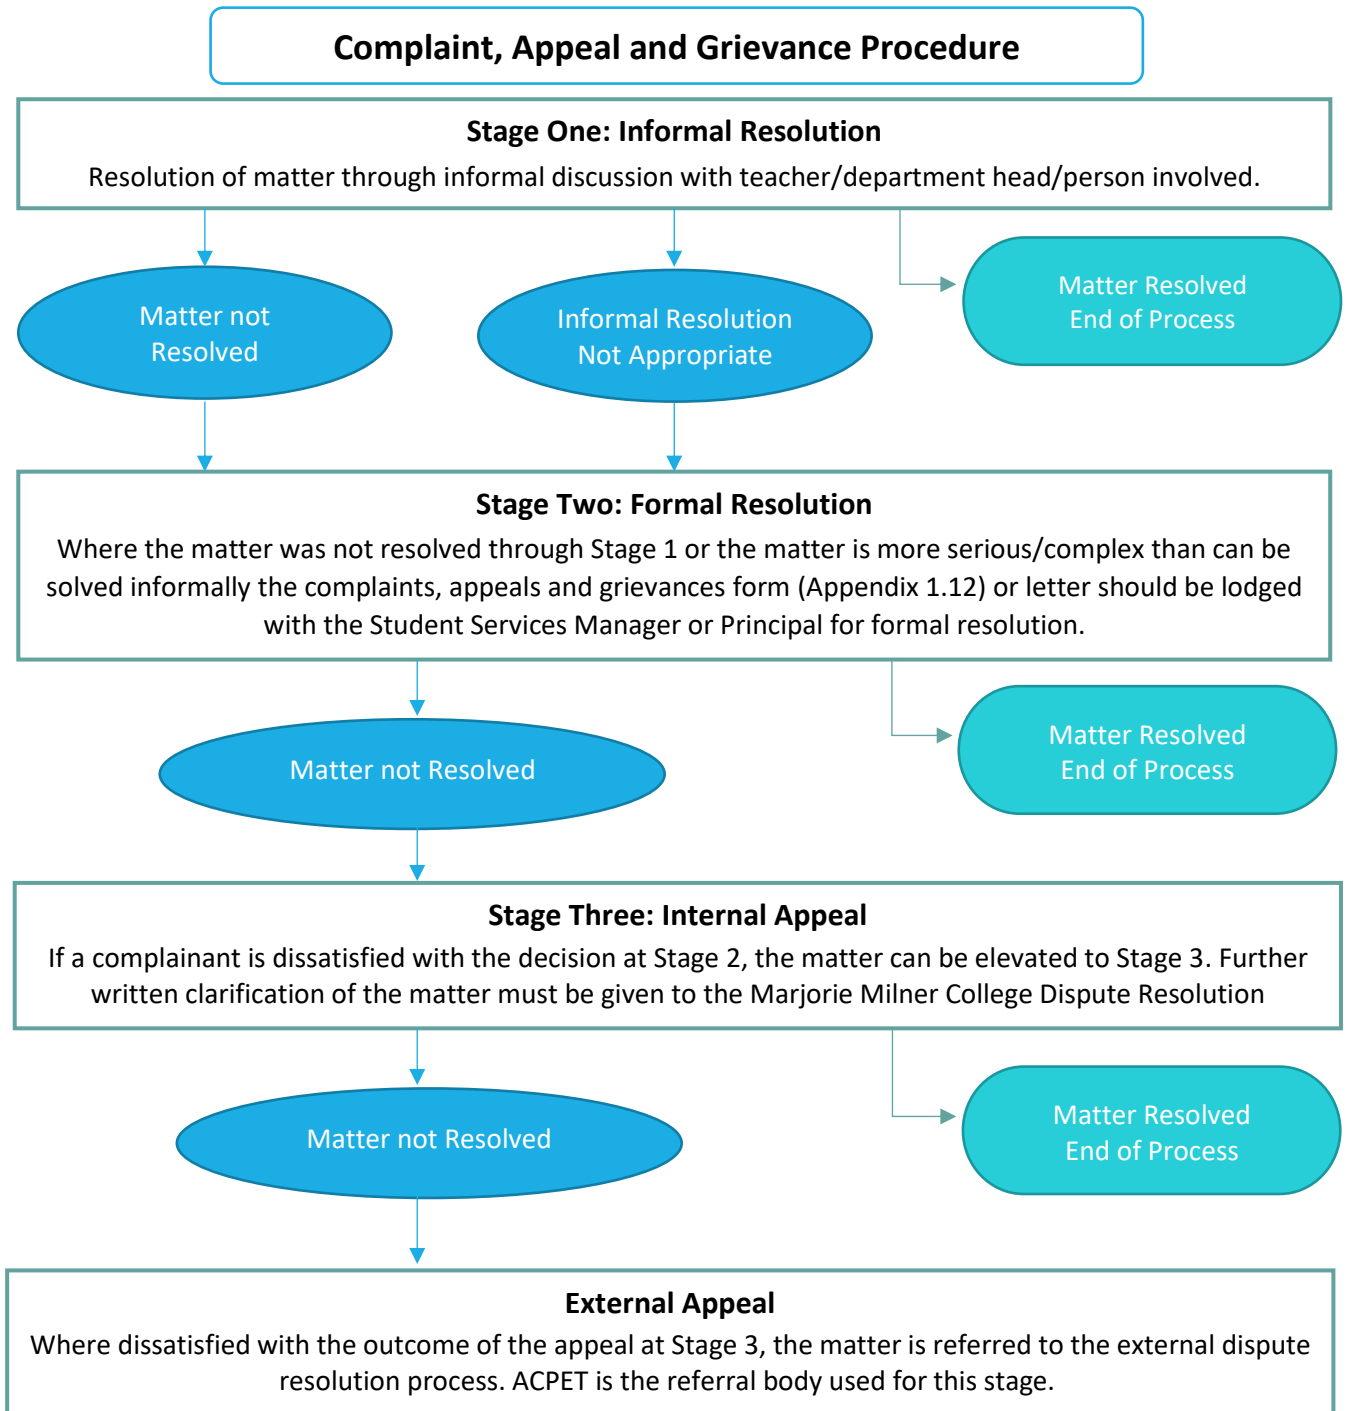 Complaint, Appeal and Grievance Procedure
Stage One: Informal Resolution
Resolution of matter through informal discussion with teacher/department head/person involved.
Matter not
Resolved
Informal Resolution
Not Appropriate
Matter Resolved
End of Process
Stage Two: Formal Resolution
Where the matter was not resolved through Stage 1 or the matter is more serious/complex than can be
solved informally the complaints, appeals and grievances form (Appendix 1.12) or letter should be lodged
with the Student Services Manager or Principal for formal resolution.
Matter not Resolved
Matter Resolved
End of Process
Stage Three: Internal Appeal
If a complainant is dissatisfied with the decision at Stage 2, the matter can be elevated to Stage 3. Further
written clarification of the matter must be given to the Marjorie Milner College Dispute Resolution
Matter not Resolved
Matter Resolved
End of Process
External Appeal
Where dissatisfied with the outcome of the appeal at Stage 3, the matter is referred to the external dispute
resolution process. ACPET is the referral body used for this stage.